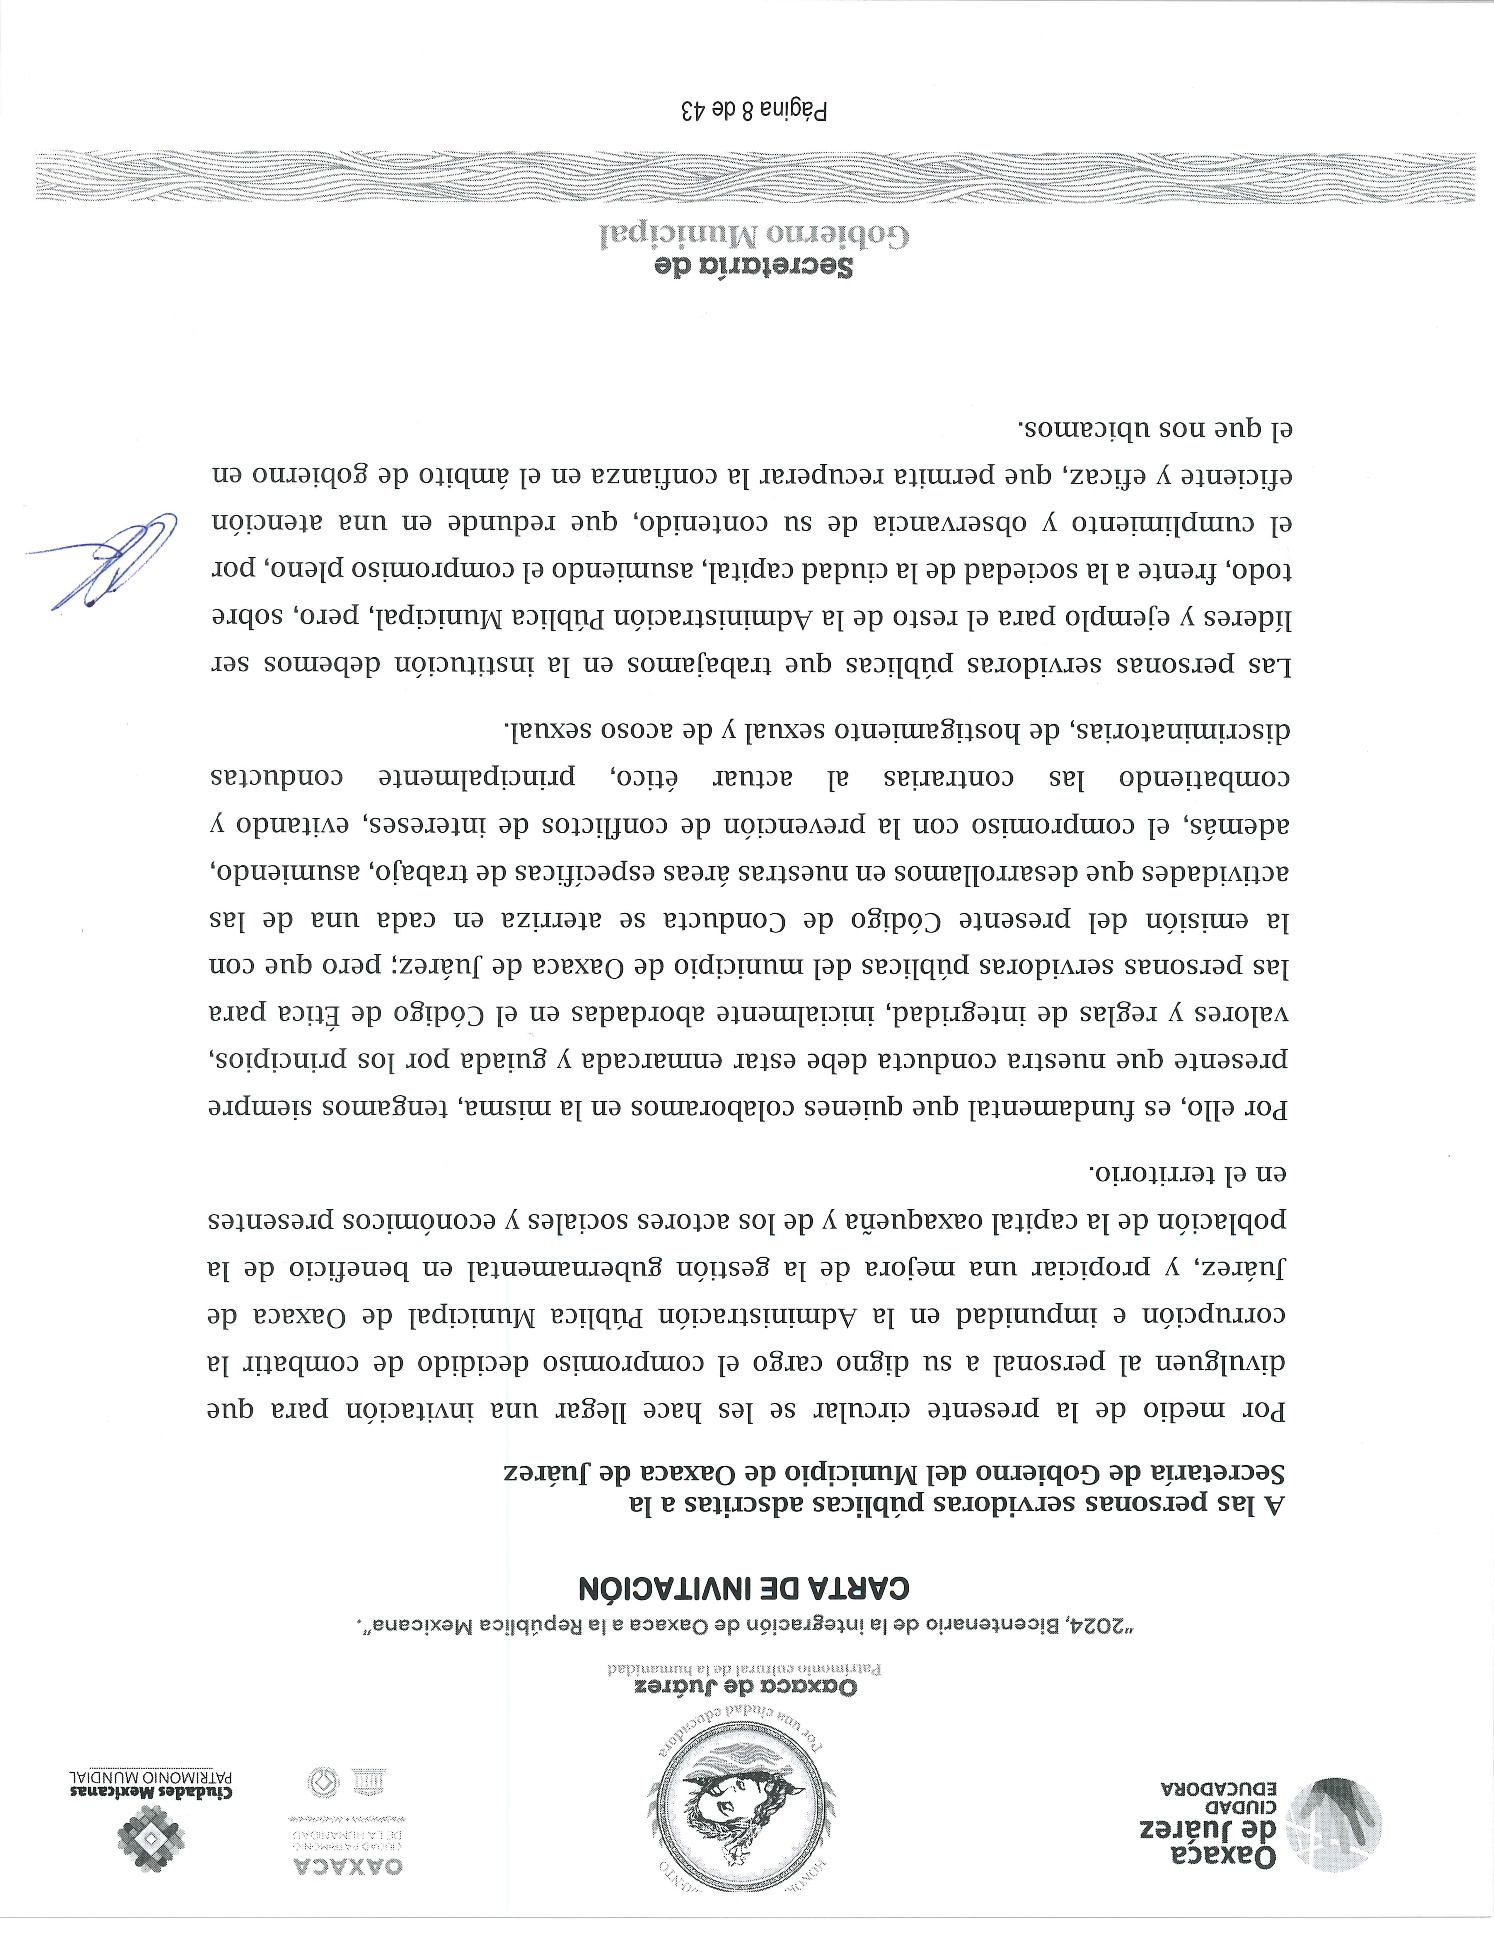 Oaxaca
de Juárez
CIUDAD
EDUCADORA
Por una ciudad educadora
Oaxaca de Juárez
Patrimonio cultural de la humanidad
OAXACA
CIUDAD PATRIMONIO
DE LA HUMANIDAD
Ciudades Mexicanas
PATRIMONIO MUNDIAL
"2024, Bicentenario de la integración de Oaxaca a la República Mexicana".
CARTA DE INVITACIÓN
A las personas servidoras públicas adscritas a la
Secretaría de Gobierno del Municipio de Oaxaca de Juárez
Por medio de la presente circular se les hace llegar una invitación para que
divulguen al personal a su digno cargo el compromiso decidido de combatir la
corrupción e impunidad en la Administración Pública Municipal de Oaxaca de
Juárez, y propiciar una mejora de la gestión gubernamental en beneficio de la
población de la capital oaxaqueña y de los actores sociales y económicos presentes
en el territorio.
Por ello, es fundamental que quienes colaboramos en la misma, tengamos siempre
presente que nuestra conducta debe estar enmarcada y guiada por los principios,
valores y reglas de integridad, inicialmente abordadas en el Código de Ética para
las personas servidoras públicas del municipio de Oaxaca de Juárez; pero que con
la emisión del presente Código de Conducta se aterriza en cada una de las
actividades que desarrollamos en nuestras áreas específicas de trabajo, asumiendo,
además, el compromiso con la prevención de conflictos de intereses, evitando y
combatiendo las contrarias al actuar ético, principalmente conductas
discriminatorias, de hostigamiento sexual y de acoso sexual.
Las personas servidoras públicas que trabajamos en la institución debemos ser
líderes y ejemplo para el resto de la Administración Pública Municipal, pero, sobre
todo, frente a la sociedad de la ciudad capital, asumiendo el compromiso pleno, por
el cumplimiento y observancia de su contenido, que redunde en una atención
eficiente y eficaz, que permita recuperar la confianza en el ámbito de gobierno en
el que nos ubicamos.
Secretaría de
Gobierno Municipal
Página 8 de 43